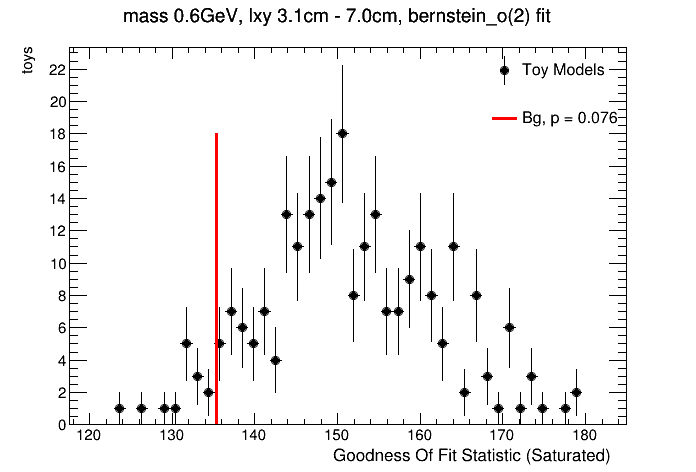 mass 0.6GeV, lxy 3.1cm - 7.0cm, bernstein_o(2) fit
toys
22
20
18
16
14
12
10
8
6
4
2
0
Toy Models
Bg, p = 0.076
120 130 140 150 160 170 180
Goodness Of Fit Statistic (Saturated)